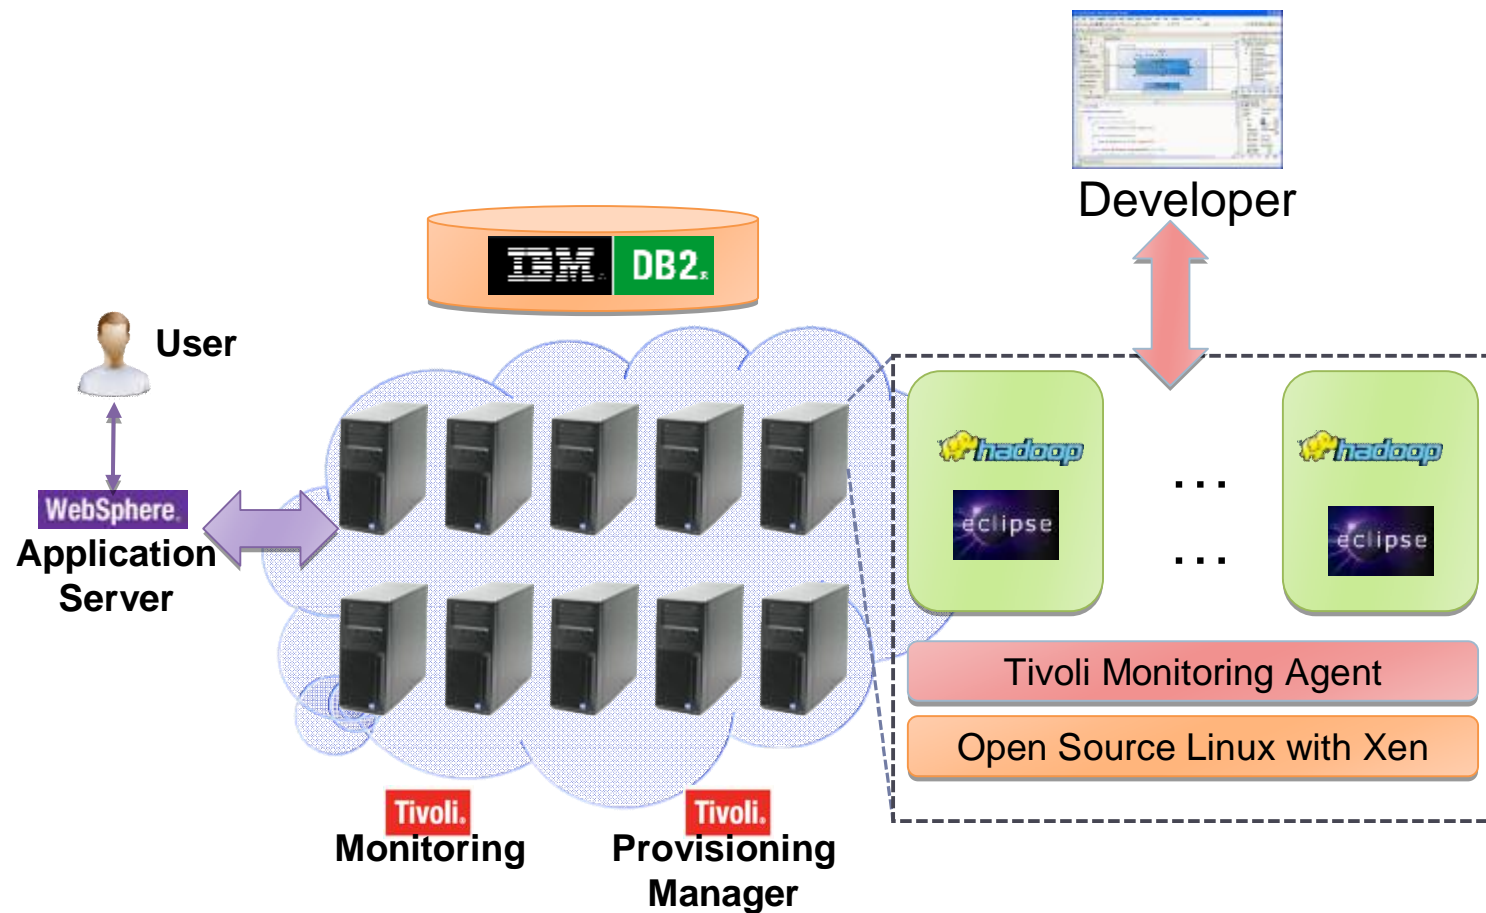 Developer
IBM DB2
User
WebSphere.
Application
Server
hadoop
eclipse
... 
...
hadoop
eclipse
Tivoli Monitoring Agent
Open Source Linux with Xen
Tivoli.
Monitoring
Tivoli.
Provisioning
Manager